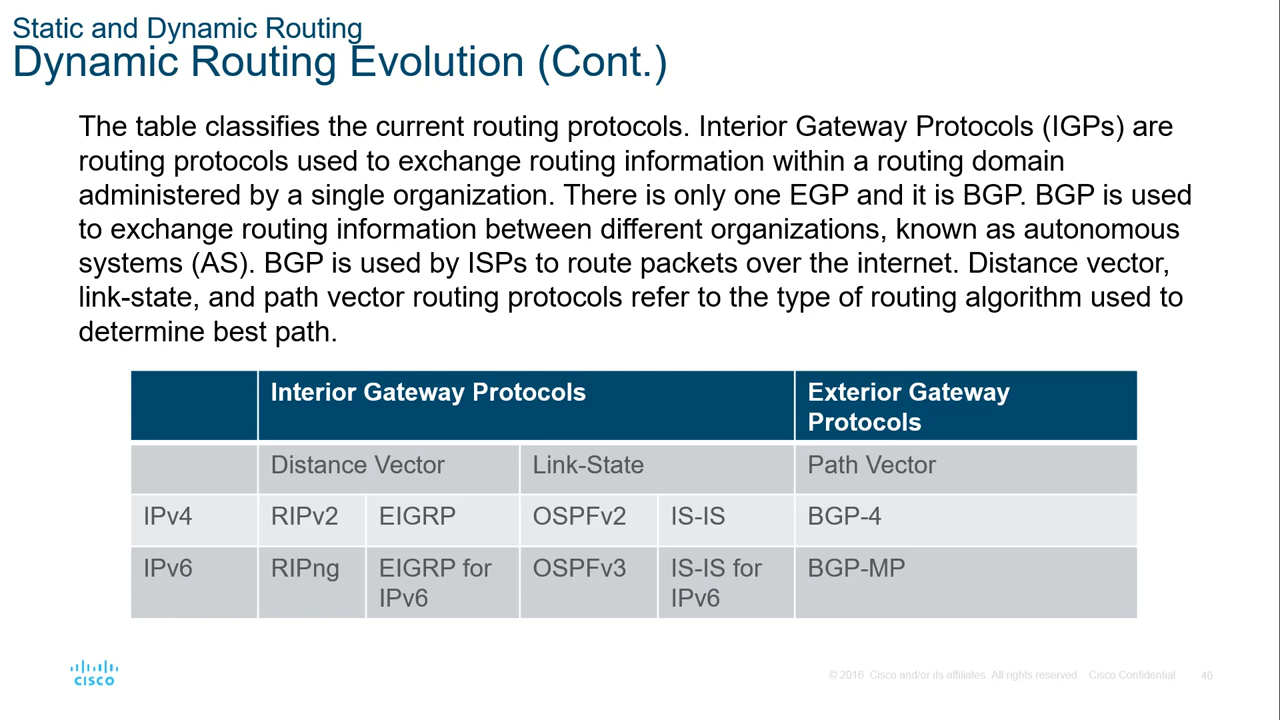 Static and Dynamic Routing
Dynamic Routing Evolution (Cont.)
The table classifies the current routing protocols. Interior Gateway Protocols (IGPs) are
routing protocols used to exchange routing information within a routing domain
administered by a single organization. There is only one EGP and it is BGP. BGP is used
to exchange routing information between different organizations, known as autonomous
systems (AS). BGP is used by ISPs to route packets over the internet. Distance vector,
link-state, and path vector routing protocols refer to the type of routing algorithm used to
determine best path.
Interior Gateway Protocols Exterior Gateway
Protocols
Distance Vector Link-State Path Vector
IPv4 RIPv2 EIGRP OSPFv2 IS-IS BGP-4
IPv6 RIPng EIGRP for OSPFv3 IS-IS for BGP-MP
IPv6 IPv6
CISCO
© 2016 Cisco and/or its affiliates. All rights reserved. Cisco Confidential 46